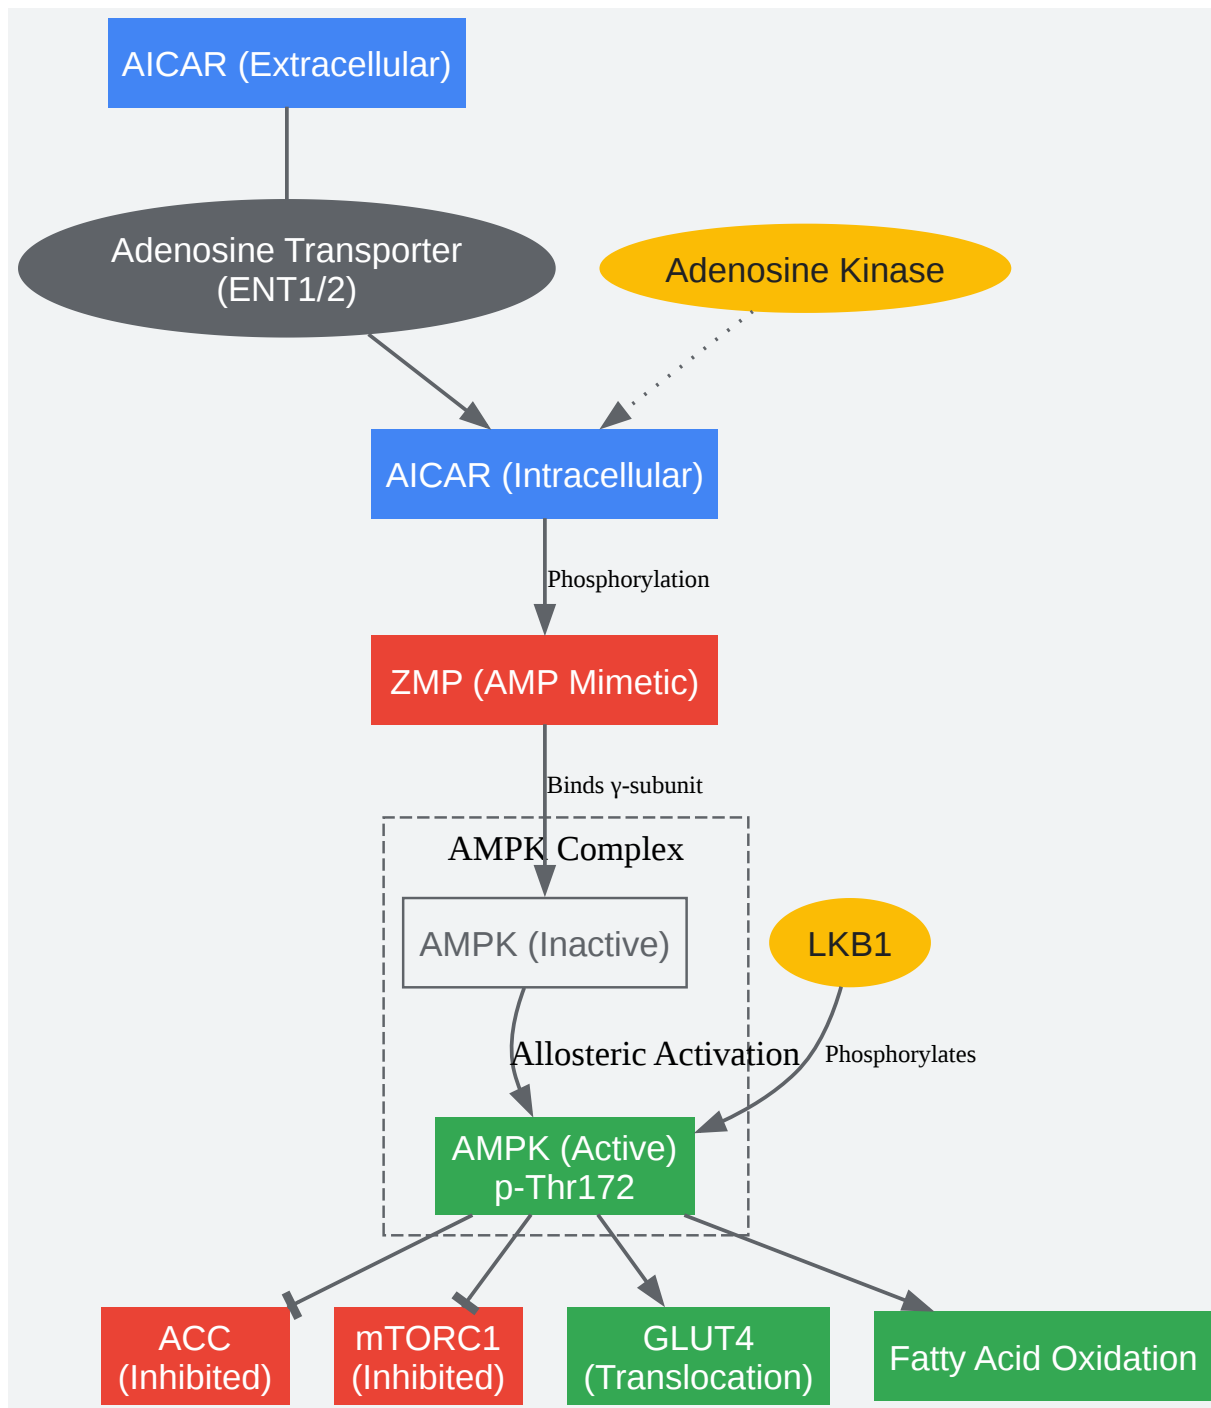 AICAR (Extracellular)
Adenosine Transporter
(ENT1/2)
Adenosine Kinase
AICAR (Intracellular)
Phosphorylation
ZMP (AMP Mimetic)
Binds γ-subunit
AMPK Complex
AMPK (Inactive)
LKB1
Allosteric Activation
Phosphorylates
AMPK (Active)
p-Thr172
ACC
(Inhibited)
mTORC1
(Inhibited)
GLUT4
(Translocation)
Fatty Acid Oxidation